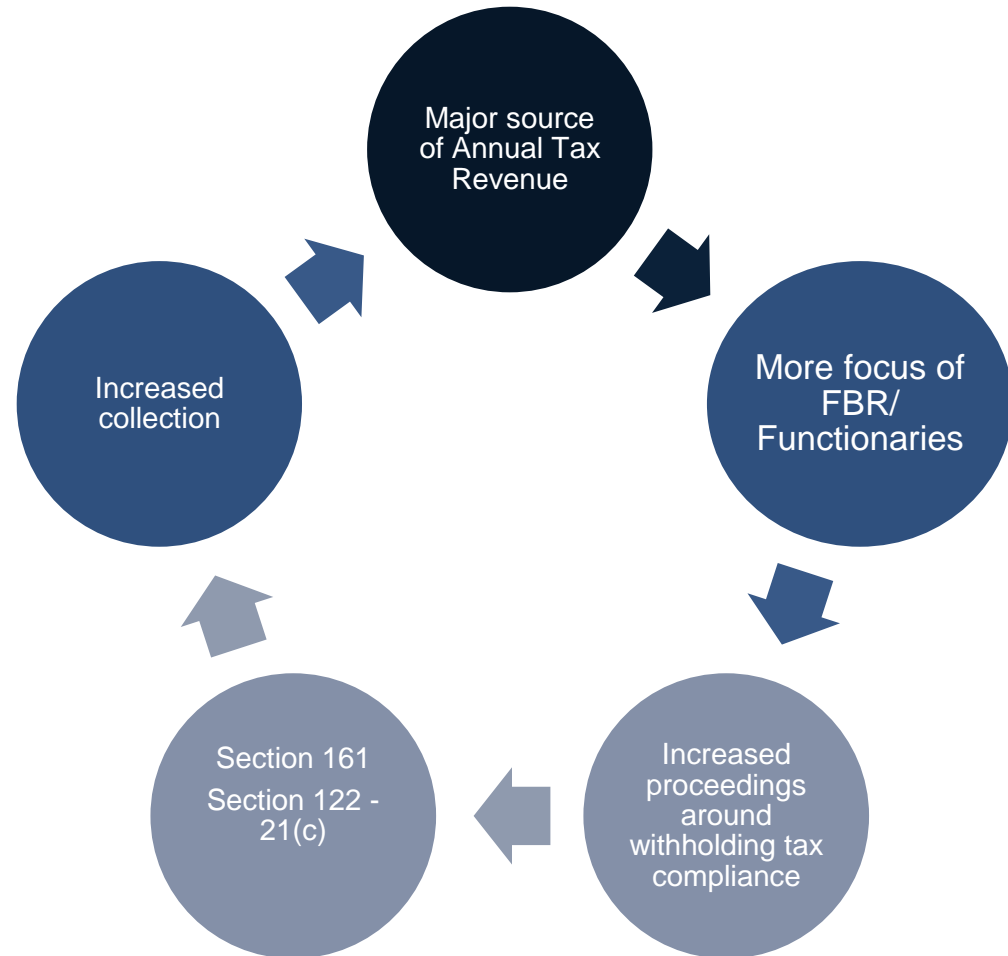 Major source
of Annual Tax
Revenue
More focus of
FBR/
Functionaries
Increased
proceedings
around
withholding tax
compliance
Section 161
Section 122 -
21(c)
Increased
collection